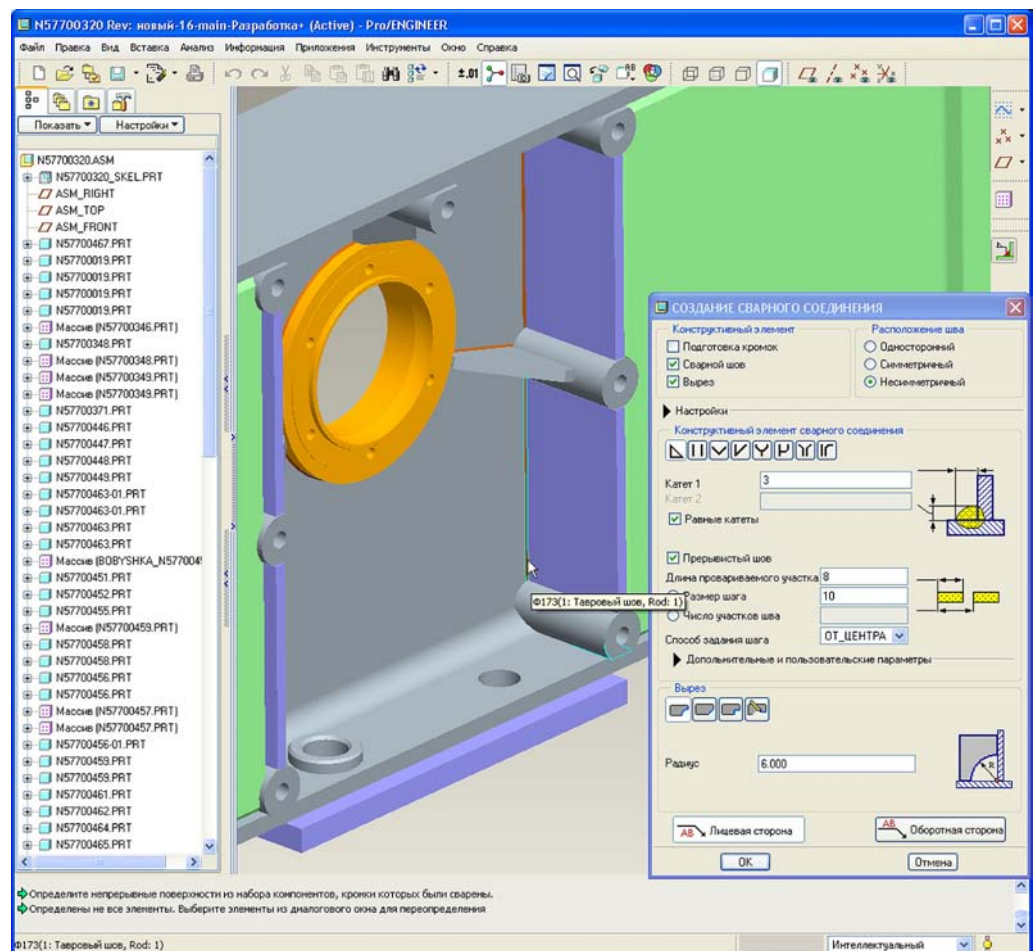 N57700320 Rev: новый-16-main-Разработка+ (Active) - Pro/ENGINEER
Файл Правка Вид Вставка Анализ Информация Приложения Инструменты Окно Справка
Показать Настройки
N57700320.ASM
N57700320_SKEL.PRT
ASM_RIGHT
ASM_TOP
ASM_FRONT
N57700467.PRT
N57700019.PRT
N57700019.PRT
N57700019.PRT
N57700019.PRT
Массив (N57700346.PRT)
N57700348.PRT
Массив (N57700348.PRT)
Массив (N57700349.PRT)
Массив (N57700349.PRT)
N57700371.PRT
N57700446.PRT
N57700447.PRT
N57700448.PRT
N57700449.PRT
N57700463-01.PRT
N57700463-01.PRT
N57700463.PRT
N57700463.PRT
Массив (BOBYSHKA_N577004
N57700451.PRT
N57700452.PRT
N57700455.PRT
Массив (N57700459.PRT)
N57700458.PRT
N57700458.PRT
N57700456.PRT
N57700456.PRT
Массив (N57700457.PRT)
Массив (N57700457.PRT)
N57700456-01.PRT
N57700459.PRT
N57700459.PRT
N57700461.PRT
N57700462.PRT
N57700464.PRT
N57700465.PRT
Ф173(1: Тавровый шов, Rod: 1)
СОЗДАНИЕ СВАРНОГО СОЕДИНЕНИЯ
Конструктивный элемент
Подготовка кромок
Сварной шов
Вырез
Расположение шва
Односторонний
Симметричный
Несимметричный
Настройки
Конструктивный элемент сварного соединения
Катет 1 3
Катет 2
Равные катеты
Прерывистый шов
Длина провариваемого участка 8
Размер шага 10
Число участков шва
Способ задания шага ОТ_ЦЕНТРА
Дополнительные и пользовательские параметры
Вырез
Радиус 6.000
R
AB Лицевая сторона AB Оборотная сторона
OK Отмена
Определите непрерывные поверхности из набора компонентов, кромки которых были сварены.
Определены не все элементы. Выберите элементы из диалогового окна для переопределения
Ф173(1: Тавровый шов, Rod: 1) Интеллектуальный